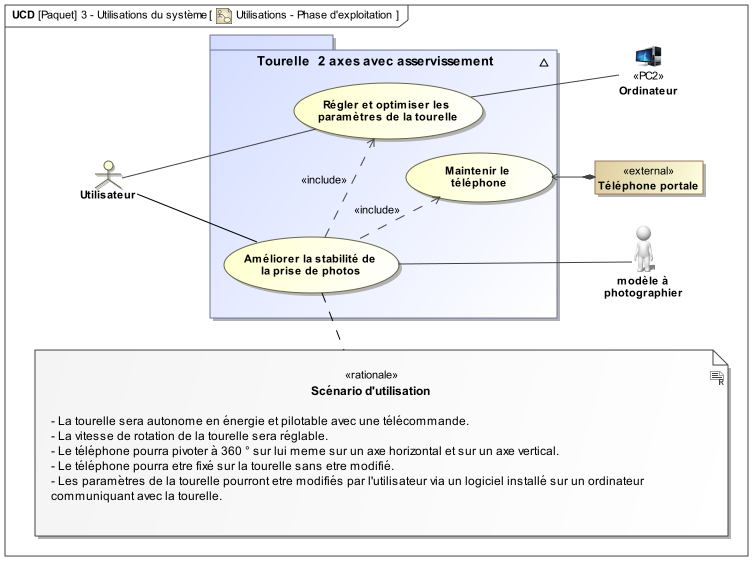 UCD [Paquet] 3 - Utilisations du système [ Utilisations - Phase d'exploitation ]
Tourelle 2 axes avec asservissement
Régler et optimiser les
paramètres de la tourelle
«PC2»
Ordinateur
Utilisateur
«include»
Maintenir le
téléphone
«external»
Téléphone portale
«include»
Améliorer la stabilité de
la prise de photos
modèle à
photographier
«rationale»
Scénario d'utilisation
- La tourelle sera autonome en énergie et pilotable avec une télécommande.
- La vitesse de rotation de la tourelle sera réglable.
- Le téléphone pourra pivoter à 360 ° sur lui meme sur un axe horizontal et sur un axe vertical.
- Le téléphone pourra etre fixé sur la tourelle sans etre modifié.
- Les paramètres de la tourelle pourront etre modifiés par l'utilisateur via un logiciel installé sur un ordinateur
communiquant avec la tourelle.
R